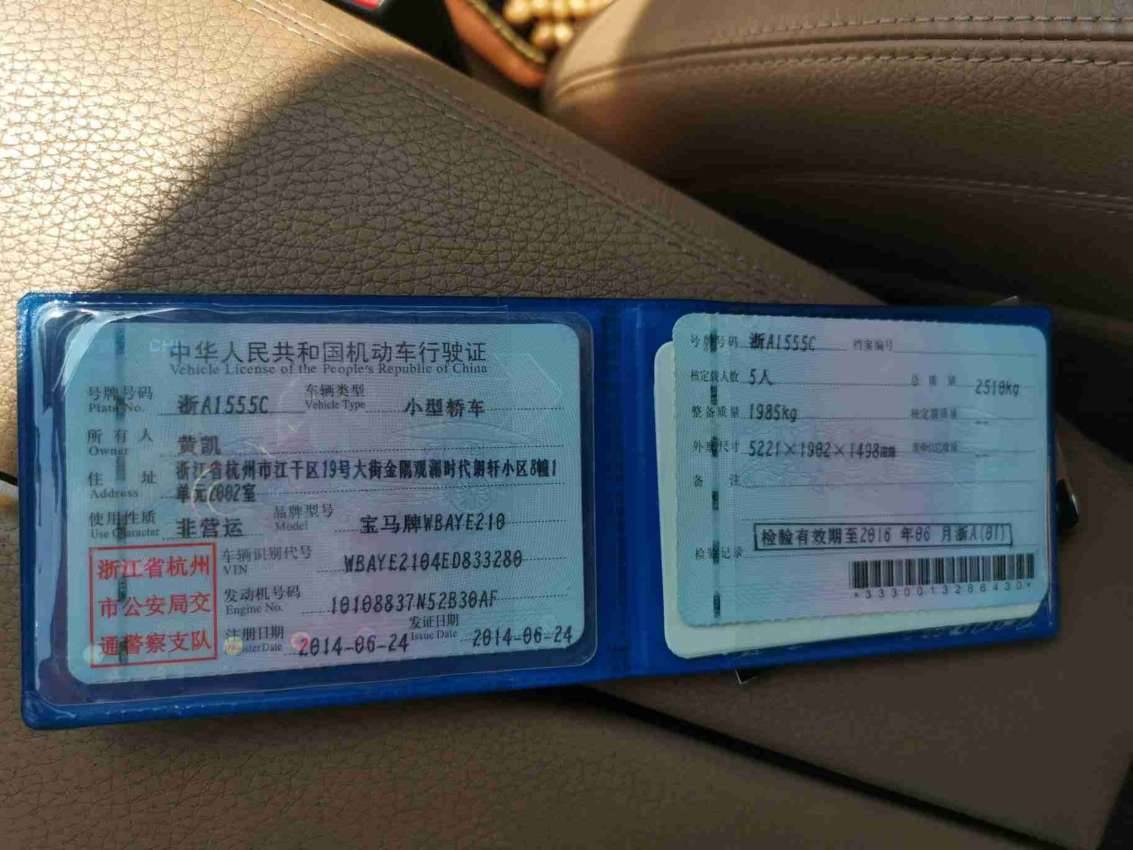 中华人民共和国机动车行驶证
Vehicle License of the People's Republic of China
号牌号码 浙A1555C 车辆类型 小型轿车
Plate No. Vehicle Type
所有人 黄凯
Owner
住址 浙江省杭州市江干区19号大街金隅观澜时代朗轩小区8幢1
Address 单元2002室
使用性质 非营运 品牌型号 宝马牌WBAYE210
Use Character Model
浙江省杭州
市公安局交
通警察支队
车辆识别代号 WBAYE2104ED833280
VIN
发动机号码 10108837N52B30AF
Engine No.
注册日期 2014-06-24 发证日期 2014-06-24
Register Date Issue Date
号牌号码 浙A1555C 档案编号
核定载人数 5人 总质量 2510kg
整备质量 1985kg 核定载质量 --
外廓尺寸 5221×1902×1498mm 准牵引总质量 --
备注
检验记录 检验有效期至2016年06月浙A(01)
*3330013286430*